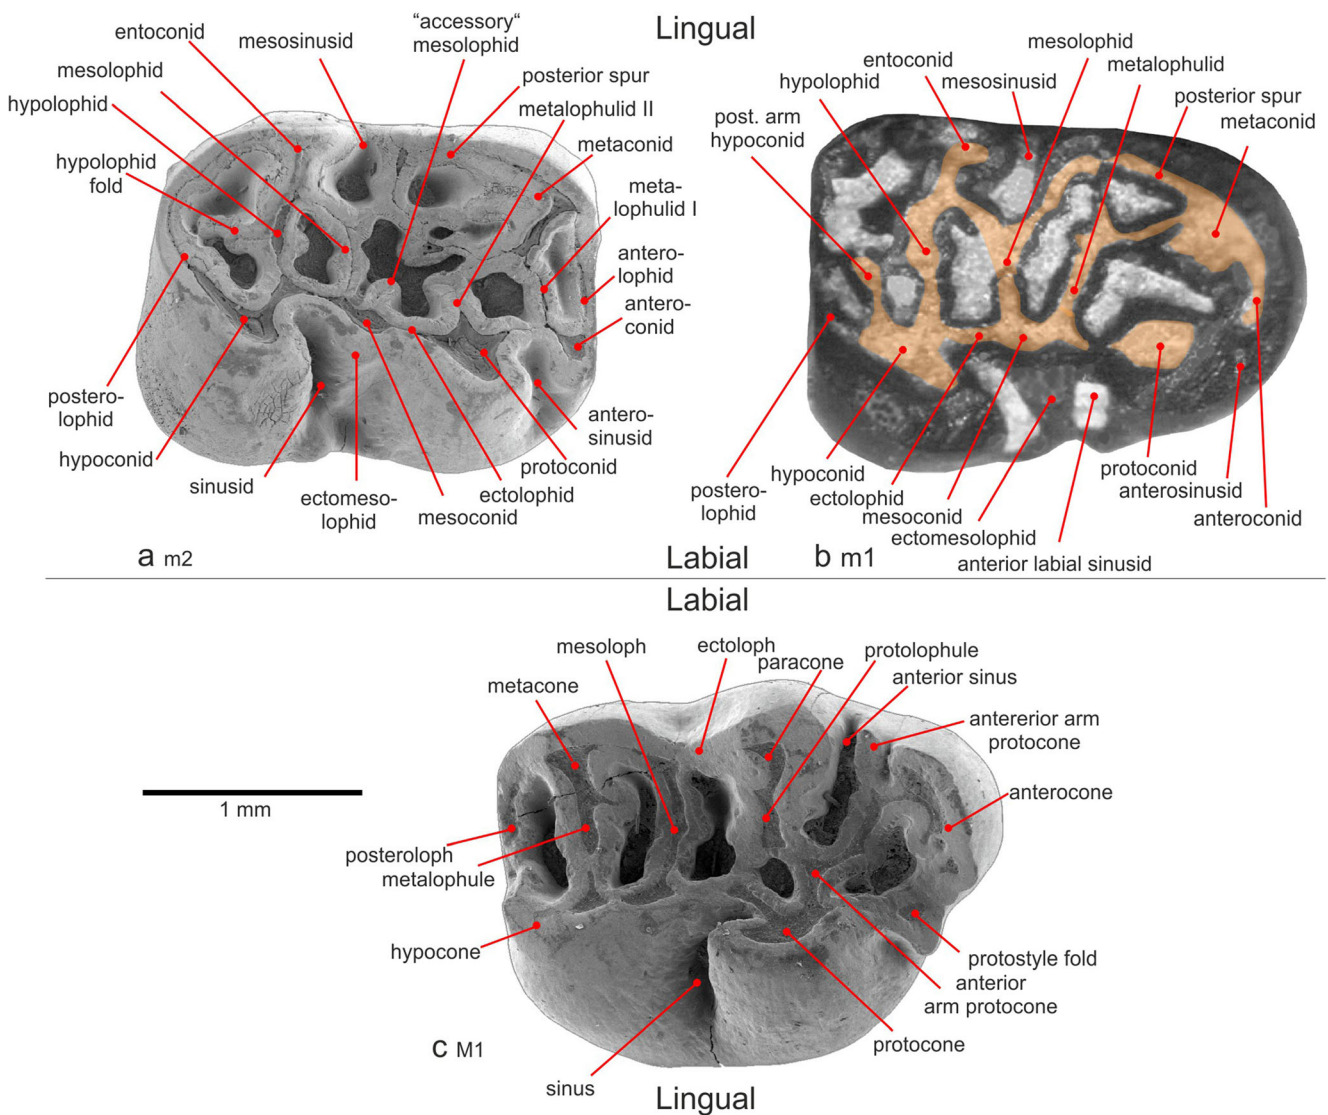 Lingual
entoconid
mesosinusid
“accessory“
mesolophid
mesolophid
posterior spur
hypolophid
metalophulid II
hypolophid
fold
metaconid
meta-
lophulid I
antero-
lophid
antero-
conid
postero-
lophid
antero-
sinusid
hypoconid
protoconid
sinusid
ectomeso-
lophid
ectolophid
mesoconid
a m2
mesolophid
entoconid
metalophulid
hypolophid
mesosinusid
posterior spur
metaconid
post. arm
hypoconid
postero-
lophid
hypoconid
ectolophid
mesoconid
ectomesolophid
anterior labial sinusid
protoconid
anterosinusid
anteroconid
b m1
Labial
Labial
mesoloph
ectoloph
protolophule
paracone
anterior sinus
metacone
antererior arm
protocone
anterocone
1 mm
posteroloph
metalophule
hypocone
protostyle fold
anterior
arm protocone
protocone
c M1
sinus
Lingual